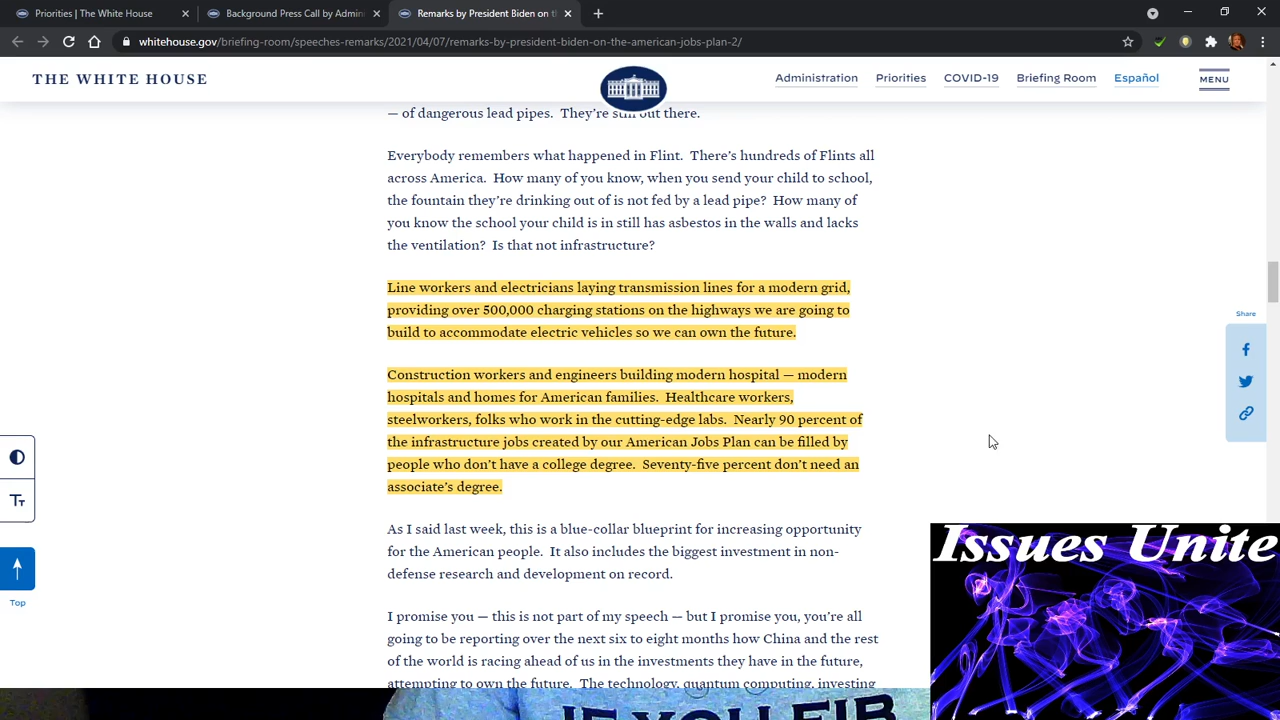 Priorities | The White House
Background Press Call by Admin
Remarks by President Biden on th
whitehouse.gov/briefing-room/speeches-remarks/2021/04/07/remarks-by-president-biden-on-the-american-jobs-plan-2/
THE WHITE HOUSE
Administration
Priorities
COVID-19
Briefing Room
Español
MENU
— of dangerous lead pipes.  They’re still out there.
Everybody remembers what happened in Flint.  There’s hundreds of Flints all
across America.  How many of you know, when you send your child to school,
the fountain they’re drinking out of is not fed by a lead pipe?  How many of
you know the school your child is in still has asbestos in the walls and lacks
the ventilation?  Is that not infrastructure?
Line workers and electricians laying transmission lines for a modern grid,
providing over 500,000 charging stations on the highways we are going to
build to accommodate electric vehicles so we can own the future.
Construction workers and engineers building modern hospital — modern
hospitals and homes for American families.  Healthcare workers,
steelworkers, folks who work in the cutting-edge labs.  Nearly 90 percent of
the infrastructure jobs created by our American Jobs Plan can be filled by
people who don’t have a college degree.  Seventy-five percent don’t need an
associate’s degree.
As I said last week, this is a blue-collar blueprint for increasing opportunity
for the American people.  It also includes the biggest investment in non-
defense research and development on record.
I promise you — this is not part of my speech — but I promise you, you’re all
going to be reporting over the next six to eight months how China and the rest
of the world is racing ahead of us in the investments they have in the future,
attempting to own the future.  The technology, quantum computing, investing
Share
Top
Issues Unite
IF YOU FIR